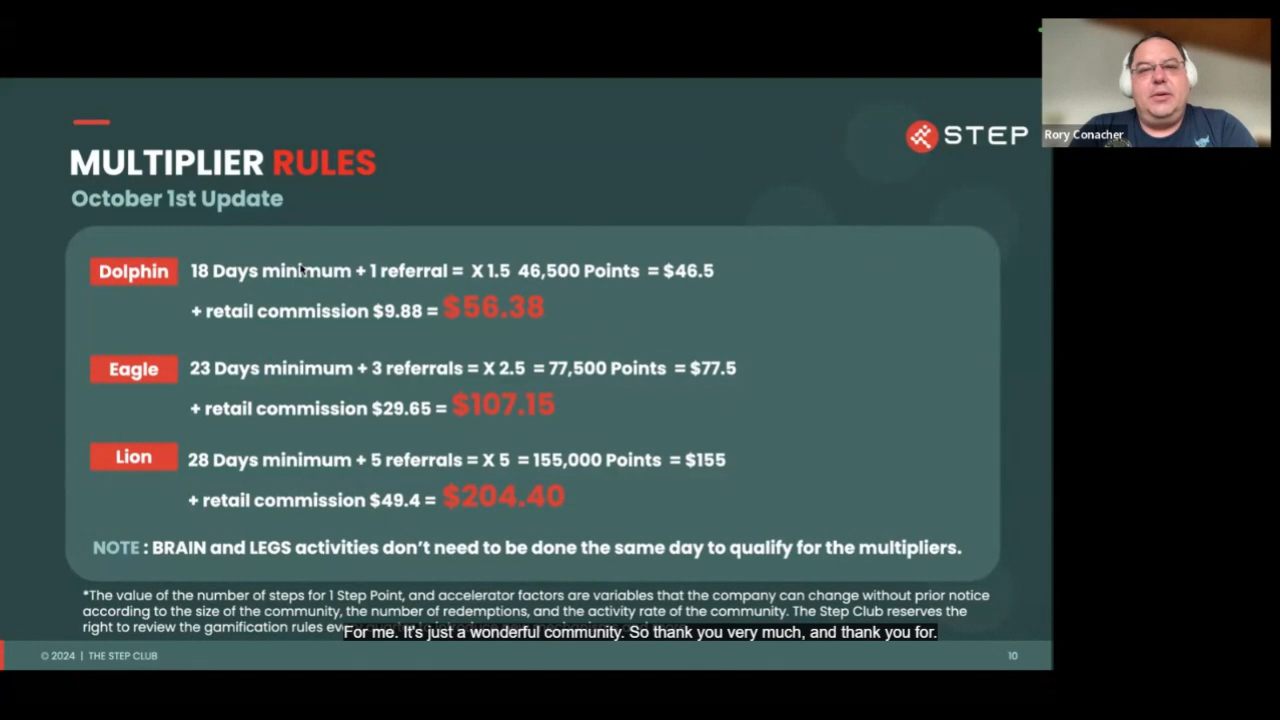 STEP
Rory Conacher
MULTIPLIER RULES
October 1st Update
Dolphin 18 Days minimum + 1 referral = X 1.5 46,500 Points = $46.5
+ retail commission $9.88 = $56.38
Eagle 23 Days minimum + 3 referrals = X 2.5 = 77,500 Points = $77.5
+ retail commission $29.65 = $107.15
Lion 28 Days minimum + 5 referrals = X 5 = 155,000 Points = $155
+ retail commission $49.4 = $204.40
NOTE : BRAIN and LEGS activities don't need to be done the same day to qualify for the multipliers.
*The value of the number of steps for 1 Step Point, and accelerator factors are variables that the company can change without prior notice
according to the size of the community, the number of redemptions, and the activity rate of the community. The Step Club reserves the
right to review the gamification rules
For me. It's just a wonderful community. So thank you very much, and thank you for.
© 2024 | THE STEP CLUB
10